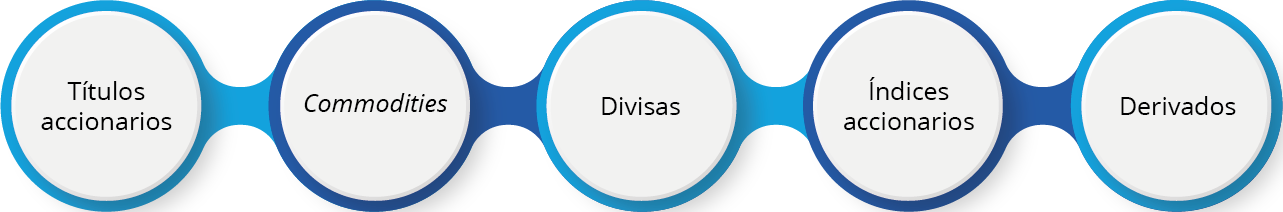 Títulos
accionarios
Commodities
Divisas
Índices
accionarios
Derivados